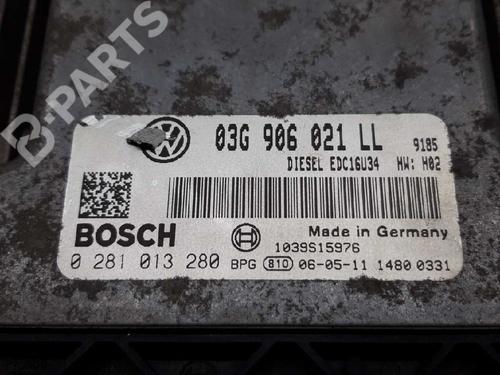 B-PARTS
03G 906 021 LL 9185
DIESEL EDC16U34 HW: H02
Made in Germany
BOSCH 1039S15976
0 281 013 280 BPG 810 06-05-11 1480 0331